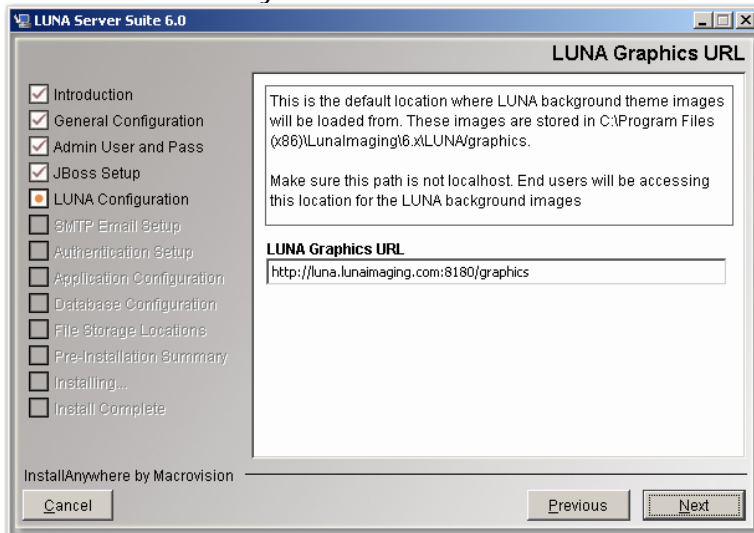 LUNA Server Suite 6.0
LUNA Graphics URL
Introduction
General Configuration
Admin User and Pass
JBoss Setup
LUNA Configuration
SMTP Email Setup
Authentication Setup
Application Configuration
Database Configuration
File Storage Locations
Pre-Installation Summary
Installing...
Install Complete
This is the default location where LUNA background theme images
will be loaded from. These images are stored in C:\Program Files
(x86)\LunaImaging\6.x\LUNA/graphics.
Make sure this path is not localhost. End users will be accessing
this location for the LUNA background images
LUNA Graphics URL
http://luna.lunaimaging.com:8180/graphics
InstallAnywhere by Macrovision
Cancel
Previous
Next